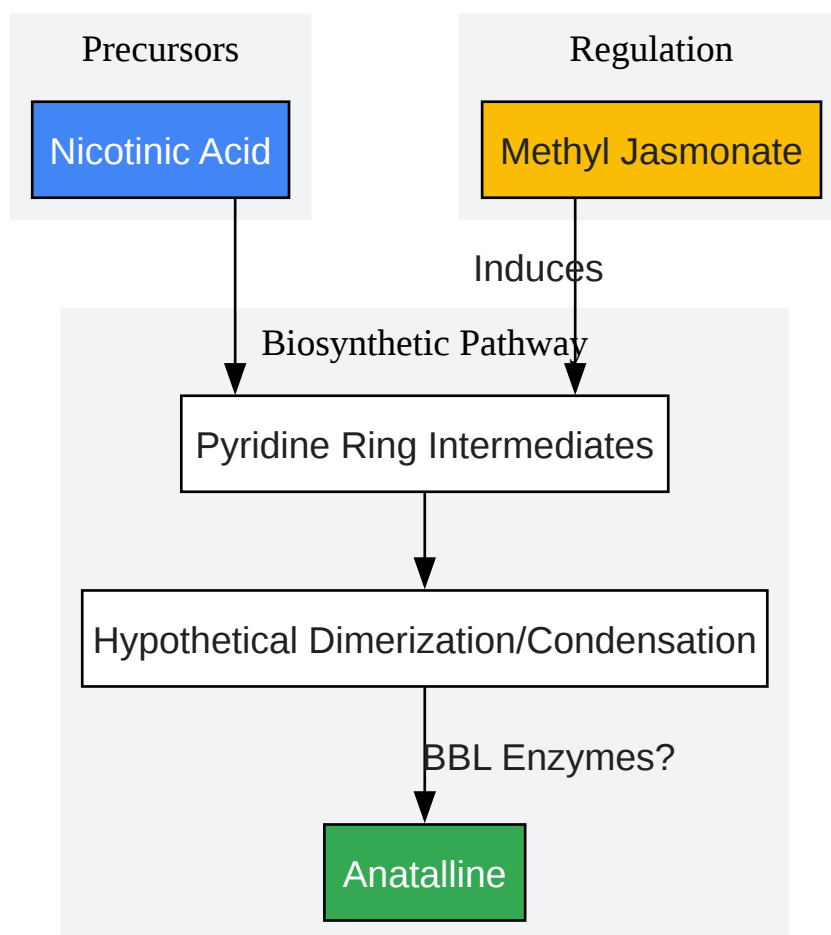 Precursors
Regulation
Nicotinic Acid
Methyl Jasmonate
Induces
Biosynthetic Pathway
Pyridine Ring Intermediates
Hypothetical Dimerization/Condensation
BBL Enzymes?
Anatalline